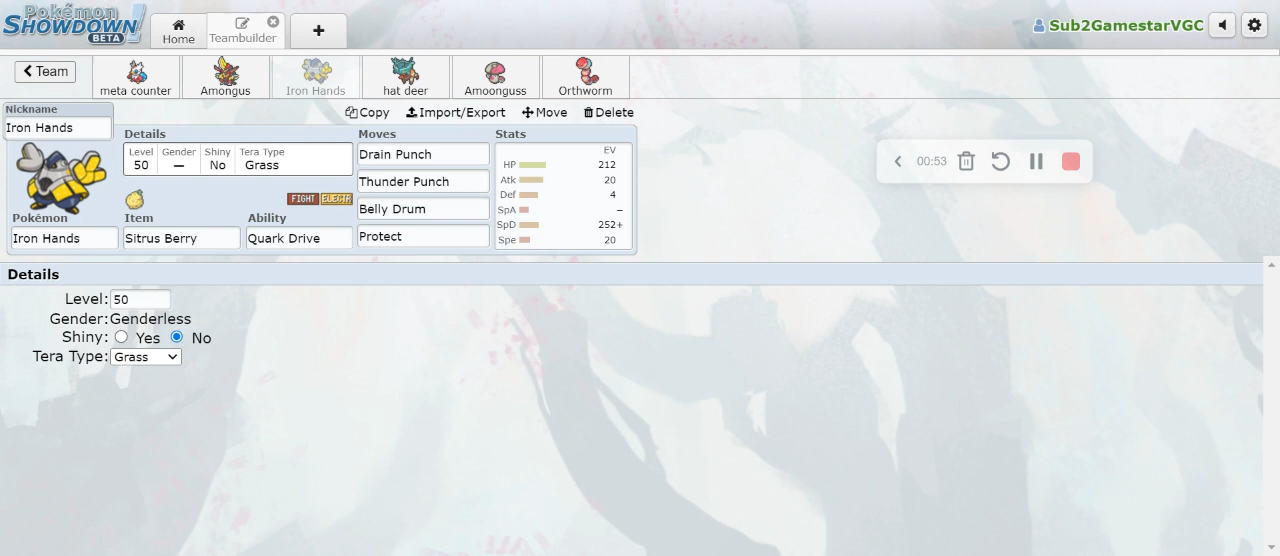 Pokémon
SHOWDOWN!
BETA
Home
Teambuilder
Sub2GamestarVGC
Team
meta counter
Amongus
Iron Hands
hat deer
Amoonguss
Orthworm
Nickname
Iron Hands
Copy Import/Export Move Delete
Details
Level Gender Shiny Tera Type
50 — No Grass
FIGHT ELECTR
Pokémon Item Ability
Iron Hands Sitrus Berry Quark Drive
Moves
Drain Punch
Thunder Punch
Belly Drum
Protect
Stats
EV
HP 212
Atk 20
Def 4
SpA –
SpD 252+
Spe 20
00:53
Details
Level: 50
Gender: Genderless
Shiny: Yes No
Tera Type: Grass